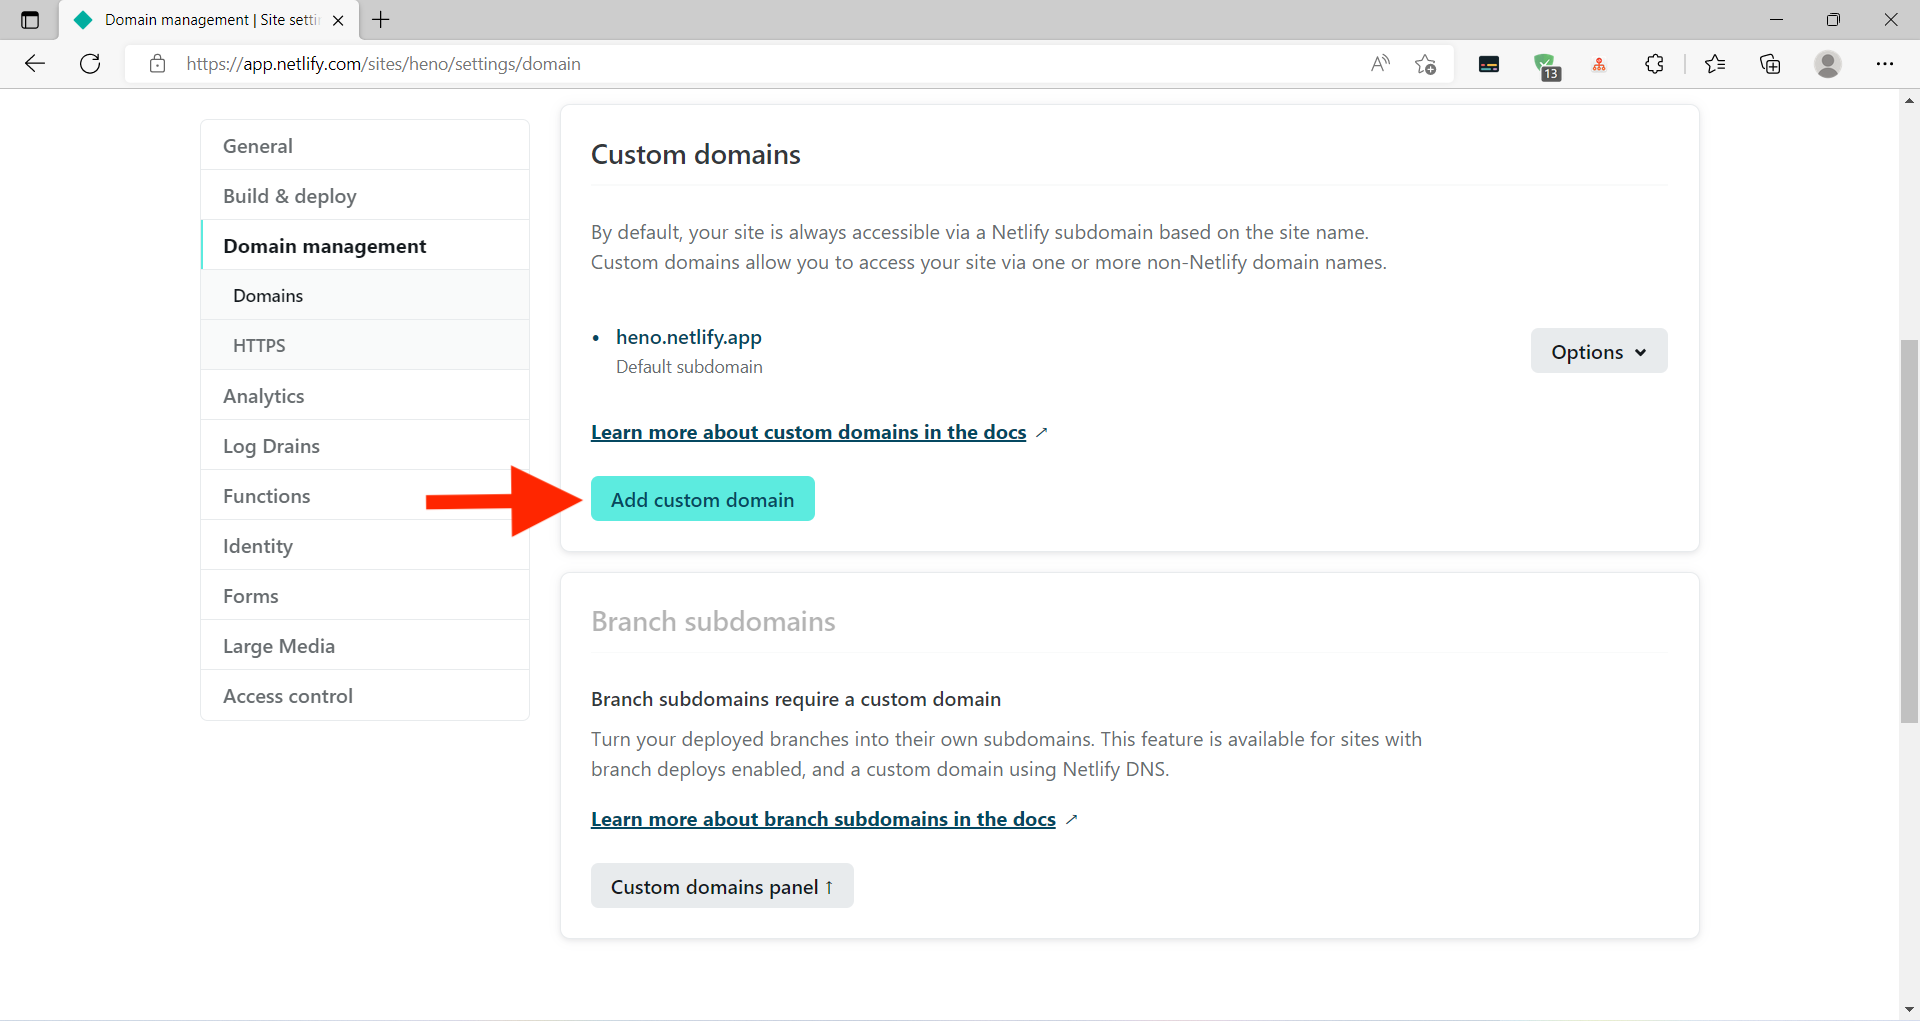 Domain management | Site setti
https://app.netlify.com/sites/heno/settings/domain
13
General
Build & deploy
Domain management
Domains
HTTPS
Analytics
Log Drains
Functions
Identity
Forms
Large Media
Access control
Custom domains
By default, your site is always accessible via a Netlify subdomain based on the site name.
Custom domains allow you to access your site via one or more non-Netlify domain names.
• heno.netlify.app
Default subdomain
Options
Learn more about custom domains in the docs ↗
Add custom domain
Branch subdomains
Branch subdomains require a custom domain
Turn your deployed branches into their own subdomains. This feature is available for sites with
branch deploys enabled, and a custom domain using Netlify DNS.
Learn more about branch subdomains in the docs ↗
Custom domains panel ↑